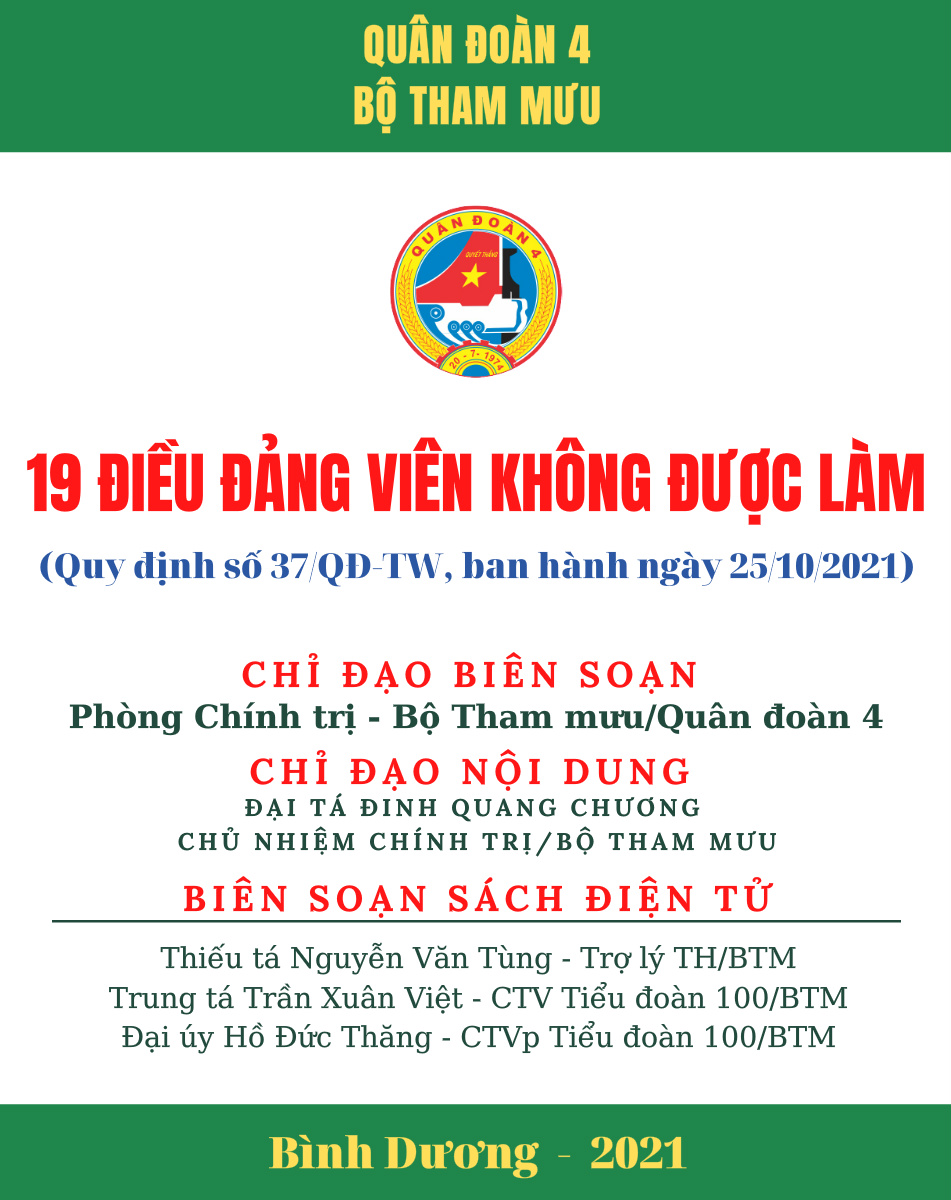 QUÂN ĐOÀN 4
BỘ THAM MƯU
QUÂN ĐOÀN 4
QUYẾT THẮNG
20 - 7 - 1974
19 ĐIỀU ĐẢNG VIÊN KHÔNG ĐƯỢC LÀM
(Quy định số 37/QĐ-TW, ban hành ngày 25/10/2021)
CHỈ ĐẠO BIÊN SOẠN
Phòng Chính trị - Bộ Tham mưu/Quân đoàn 4
CHỈ ĐẠO NỘI DUNG
ĐẠI TÁ ĐINH QUANG CHƯƠNG
CHỦ NHIỆM CHÍNH TRỊ/BỘ THAM MƯU
BIÊN SOẠN SÁCH ĐIỆN TỬ
Thiếu tá Nguyễn Văn Tùng - Trợ lý TH/BTM
Trung tá Trần Xuân Việt - CTV Tiểu đoàn 100/BTM
Đại úy Hồ Đức Thăng - CTVp Tiểu đoàn 100/BTM
Bình Dương - 2021